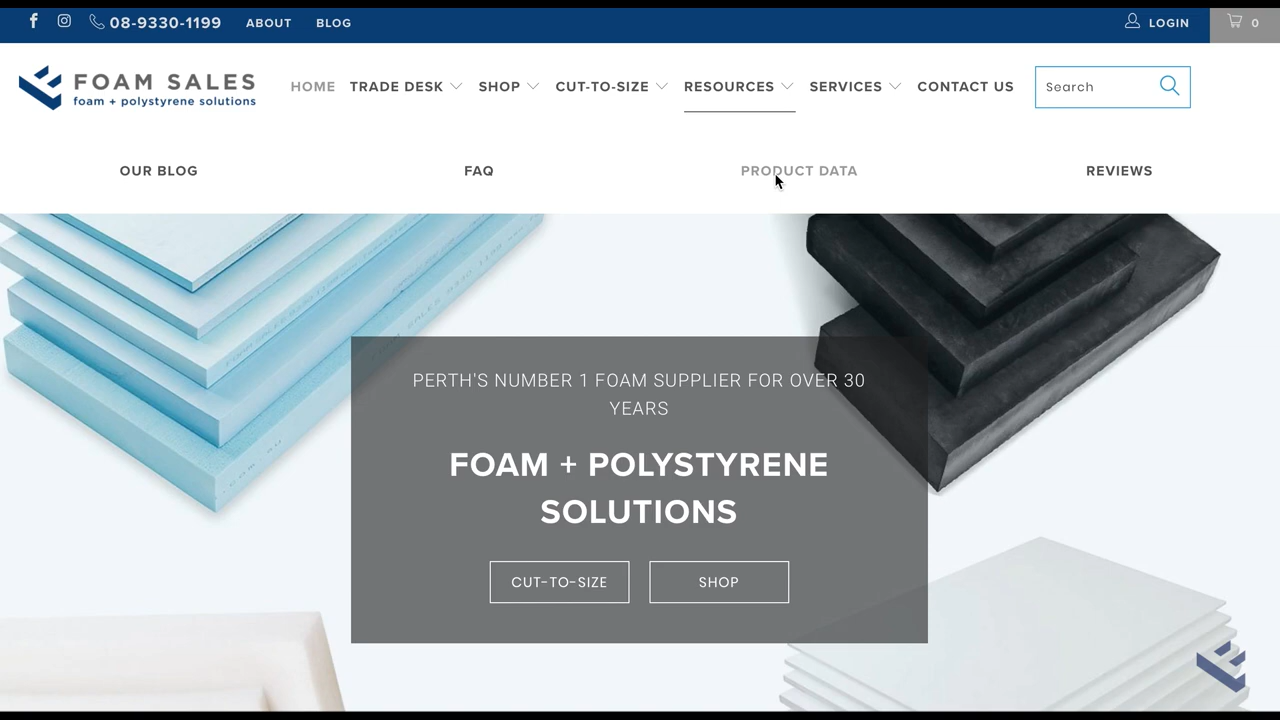 08-9330-1199 ABOUT BLOG LOGIN 0
FOAM SALES
foam + polystyrene solutions
HOME TRADE DESK SHOP CUT-TO-SIZE RESOURCES SERVICES CONTACT US Search
OUR BLOG FAQ PRODUCT DATA REVIEWS
PERTH'S NUMBER 1 FOAM SUPPLIER FOR OVER 30
YEARS
FOAM + POLYSTYRENE
SOLUTIONS
CUT-TO-SIZE SHOP